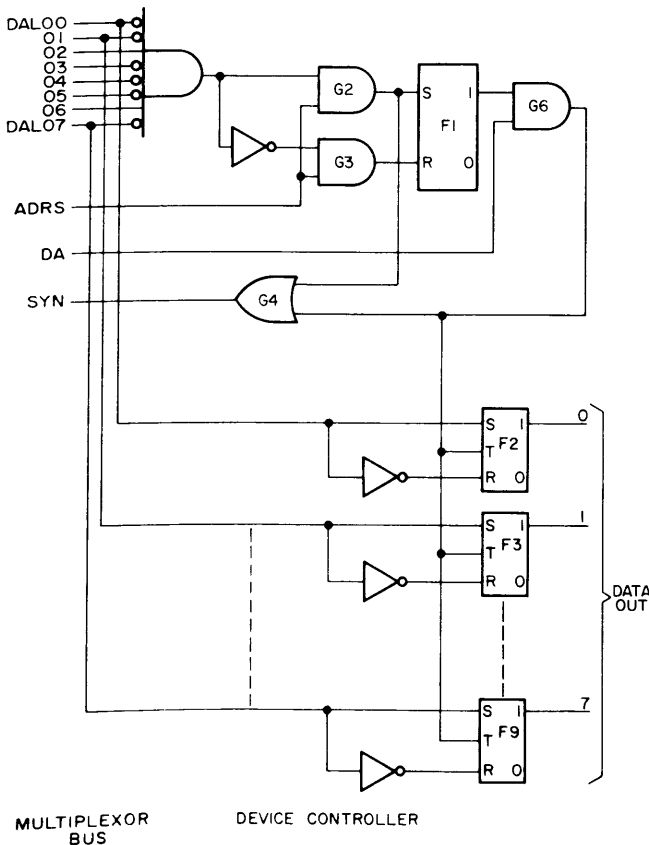 DAL00
01
02
03
04
05
06
DAL07
ADRS
DA
SYN
G2
G3
S 1
F1
R 0
G6
G4
S 1
T F2
R 0
0
S 1
T F3
R 0
1
DATA
OUT
S 1
T F9
R 0
7
MULTIPLEXOR
BUS
DEVICE CONTROLLER